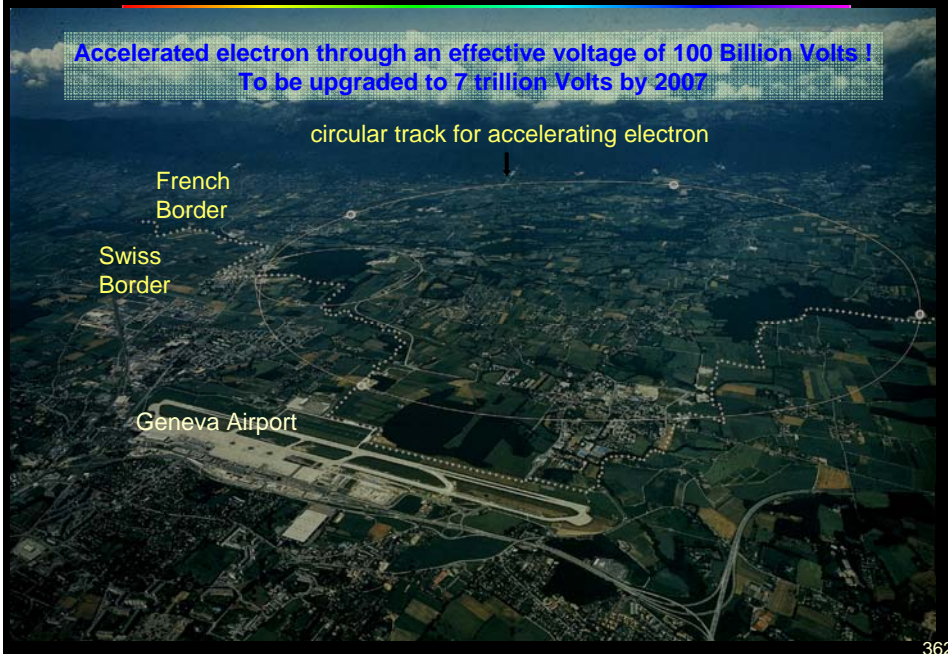 Accelerated electron through an effective voltage of 100 Billion Volts !
To be upgraded to 7 trillion Volts by 2007
circular track for accelerating electron
French
Border
Swiss
Border
Geneva Airport
362